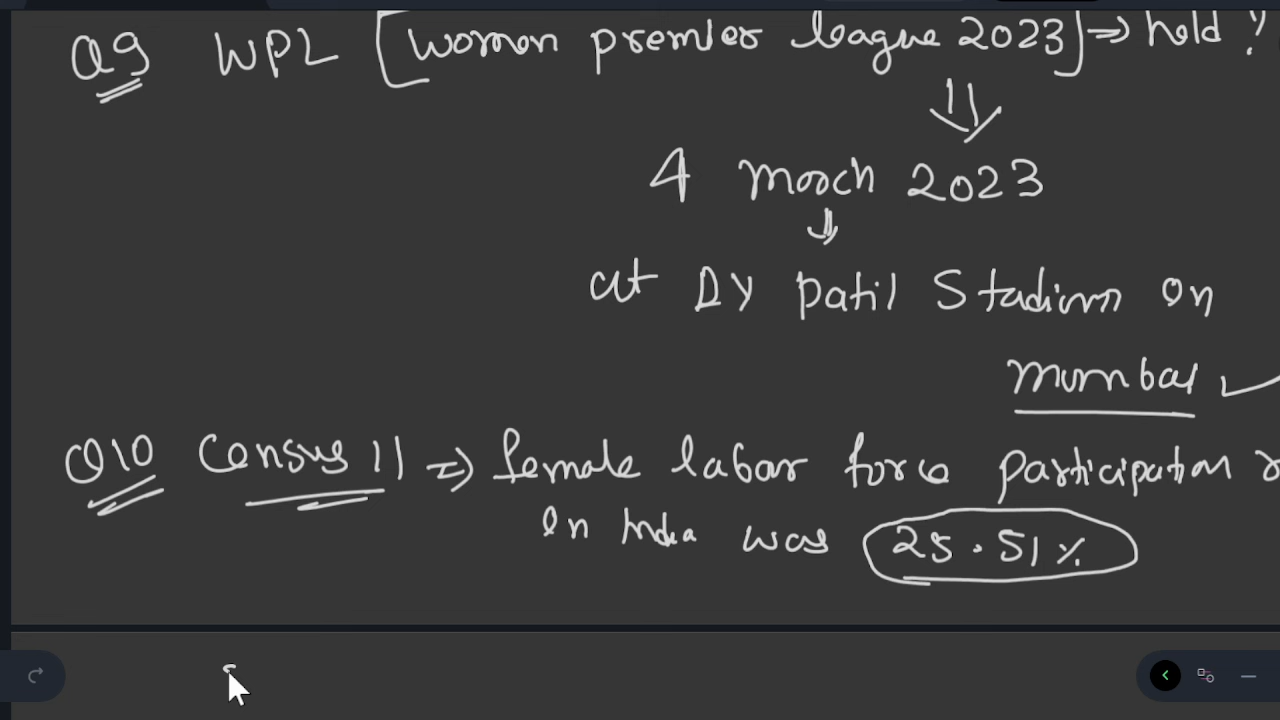 Q9 WPL [women premier league 2023] => held ?
4 march 2023
at DY patil Stadium on
mumbai
Q10 Census 11 => female labor force participation r
in India was 25.51%